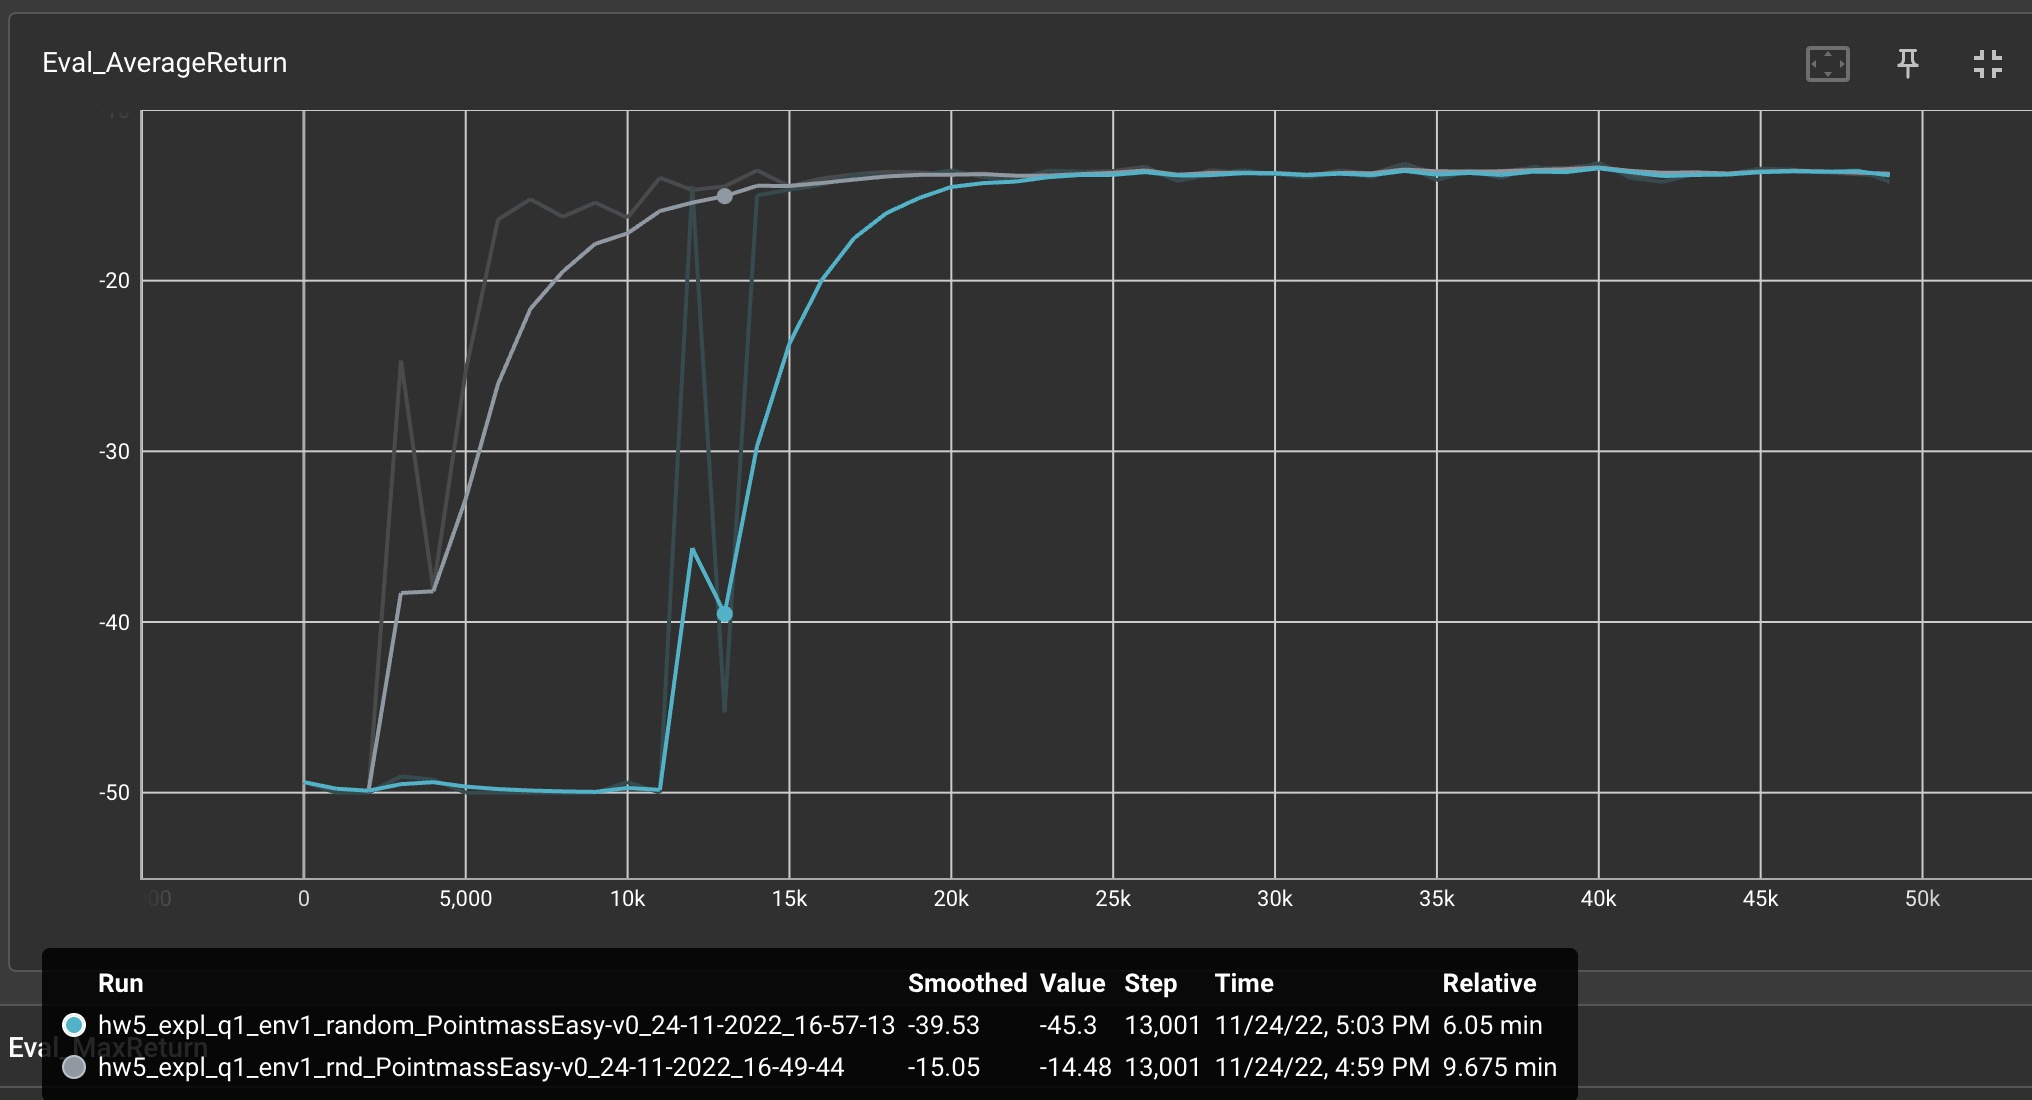 Eval_AverageReturn
-20
-30
-40
-50
00 0 5,000 10k 15k 20k 25k 30k 35k 40k 45k 50k
Run Smoothed Value Step Time Relative
hw5_expl_q1_env1_random_PointmassEasy-v0_24-11-2022_16-57-13 -39.53 -45.3 13,001 11/24/22, 5:03 PM 6.05 min
Eval_MaxReturn
hw5_expl_q1_env1_rnd_PointmassEasy-v0_24-11-2022_16-49-44 -15.05 -14.48 13,001 11/24/22, 4:59 PM 9.675 min